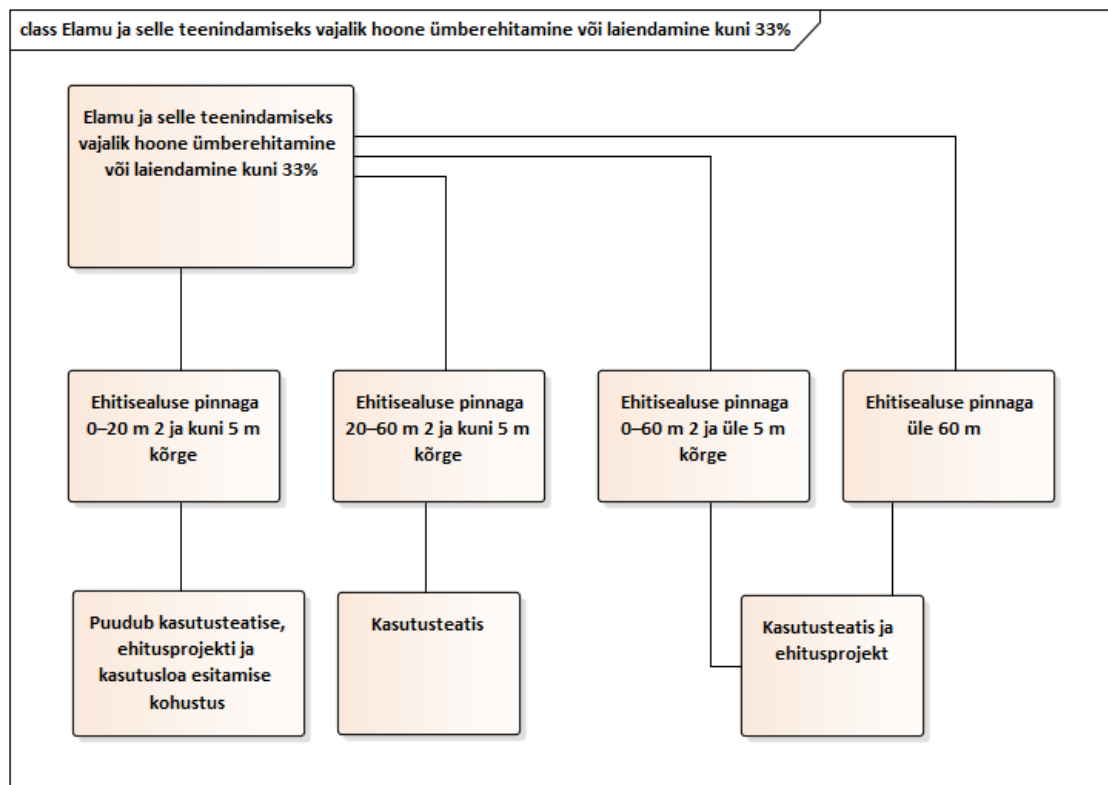 class Elamu ja selle teenindamiseks vajalik hoone ümberehitamine või laiendamine kuni 33%
Elamu ja selle teenindamiseks
vajalik hoone ümberehitamine
või laiendamine kuni 33%
Ehitisealuse pinnaga
0–20 m 2 ja kuni 5 m
kõrge
Ehitisealuse pinnaga
20–60 m 2 ja kuni 5 m
kõrge
Ehitisealuse pinnaga
0–60 m 2 ja üle 5 m
kõrge
Ehitisealuse pinnaga
üle 60 m
Puudub kasutusteatise,
ehitusprojekti ja
kasutusloa esitamise
kohustus
Kasutusteatis
Kasutusteatis ja
ehitusprojekt